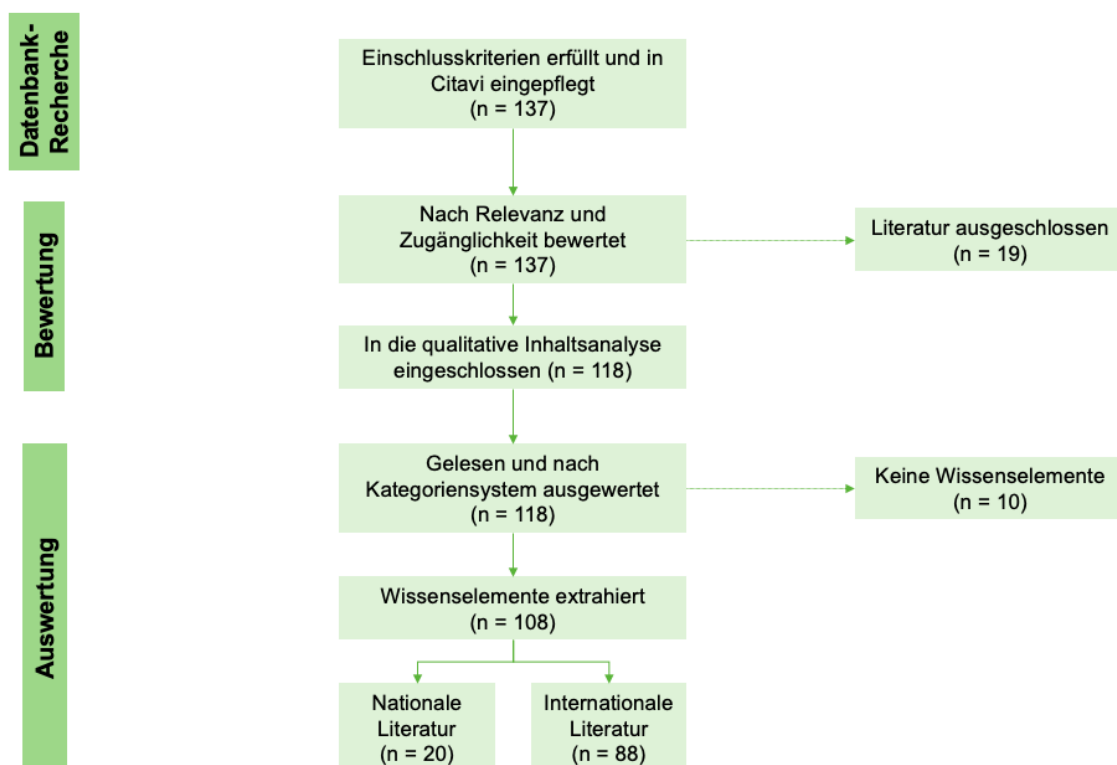 Datenbank-
Recherche
Einschlusskriterien erfüllt und in
Citavi eingepflegt
(n = 137)
Bewertung
Nach Relevanz und
Zugänglichkeit bewertet
(n = 137)
Literatur ausgeschlossen
(n = 19)
In die qualitative Inhaltsanalyse
eingeschlossen (n = 118)
Auswertung
Gelesen und nach
Kategoriensystem ausgewertet
(n = 118)
Keine Wissenselemente
(n = 10)
Wissenselemente extrahiert
(n = 108)
Nationale
Literatur
(n = 20)
Internationale
Literatur
(n = 88)